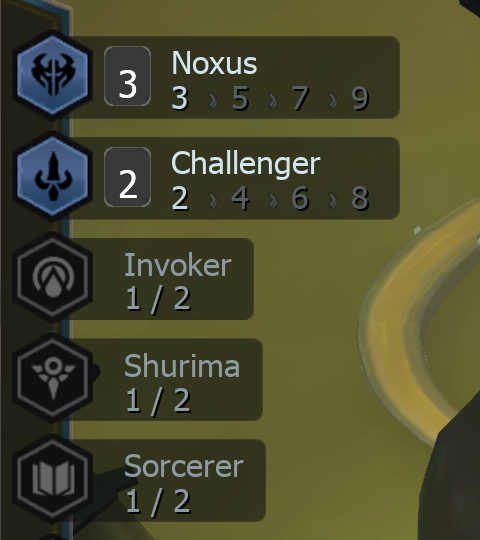 3
Noxus
3 › 5 › 7 › 9
2
Challenger
2 › 4 › 6 › 8
Invoker
1 / 2
Shurima
1 / 2
Sorcerer
1 / 2